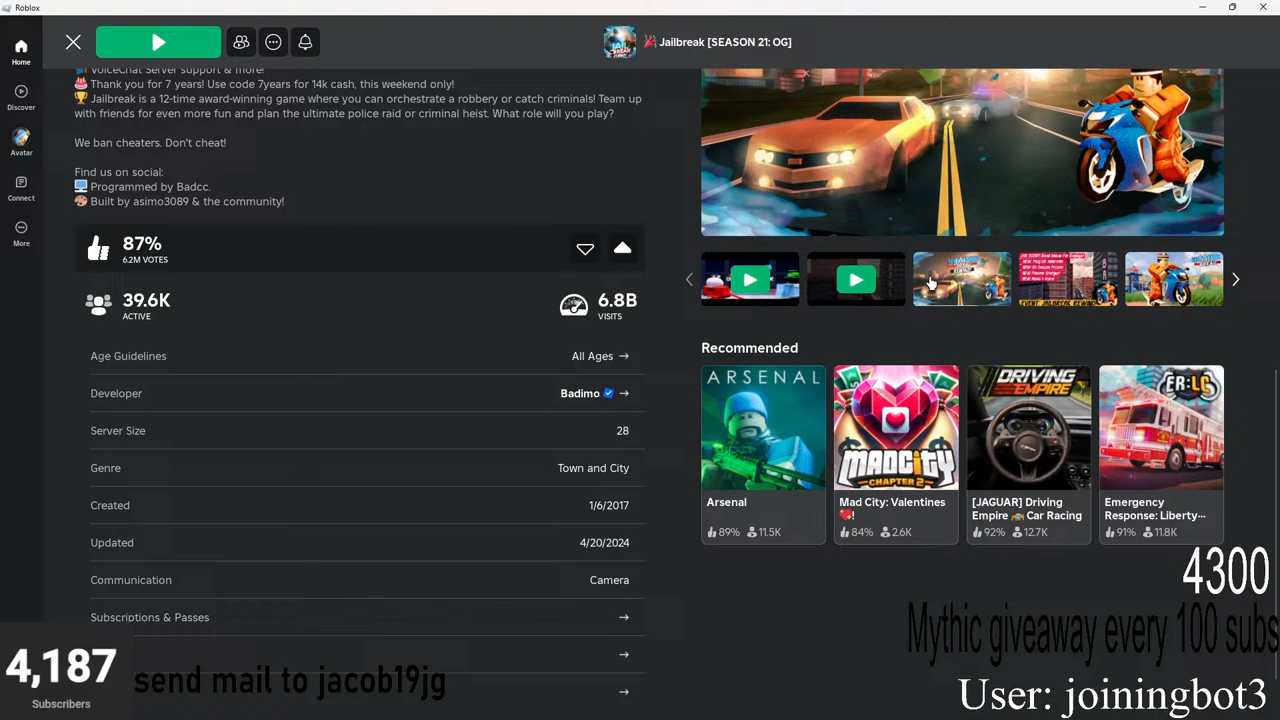 Roblox
🎉 Jailbreak [SEASON 21: OG]
Home
Discover
Avatar
Connect
More
VoiceChat Server support & more!
🎂 Thank you for 7 years! Use code 7years for 14k cash, this weekend only!
🏆 Jailbreak is a 12-time award-winning game where you can orchestrate a robbery or catch criminals! Team up
with friends for even more fun and plan the ultimate police raid or criminal heist. What role will you play?
We ban cheaters. Don't cheat!
Find us on social:
🖥️ Programmed by Badcc.
🎨 Built by asimo3089 & the community!
87%
6.2M VOTES
39.6K
ACTIVE
6.8B
VISITS
Age Guidelines
All Ages →
Developer
Badimo →
Server Size
28
Genre
Town and City
Created
1/6/2017
Updated
4/20/2024
Communication
Camera
Subscriptions & Passes
Recommended
ARSENAL
Arsenal
89% 11.5K
MADCITY
CHAPTER 2
Mad City: Valentines
💖!
84% 2.6K
DRIVING
EMPIRE
[JAGUAR] Driving
Empire 🚗 Car Racing
92% 12.7K
ER:LC
Emergency
Response: Liberty...
91% 11.8K
4300
Mythic giveaway every 100 subs
User: joiningbot3
4,187
Subscribers
send mail to jacob19jg